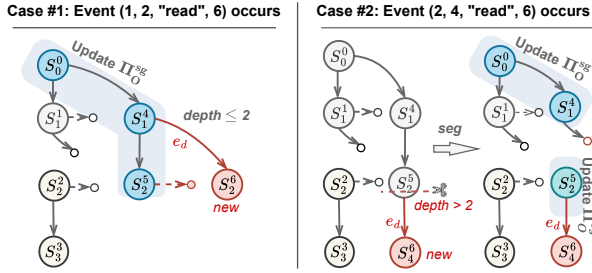 Case #1: Event (1, 2, "read", 6) occurs
Update Π_O^sg
S_0^0
S_1^1
S_1^4
depth ≤ 2
e_d
S_2^2
S_2^5
S_2^6
new
S_3^3
Case #2: Event (2, 4, "read", 6) occurs
S_0^0
S_1^1
S_1^4
seg
S_2^2
S_2^5
depth > 2
e_d
S_3^3
S_4^6
new
Update Π_O^sg
S_0^0
S_1^1
S_1^4
S_2^2
S_2^5
e_d
S_3^3
S_4^6